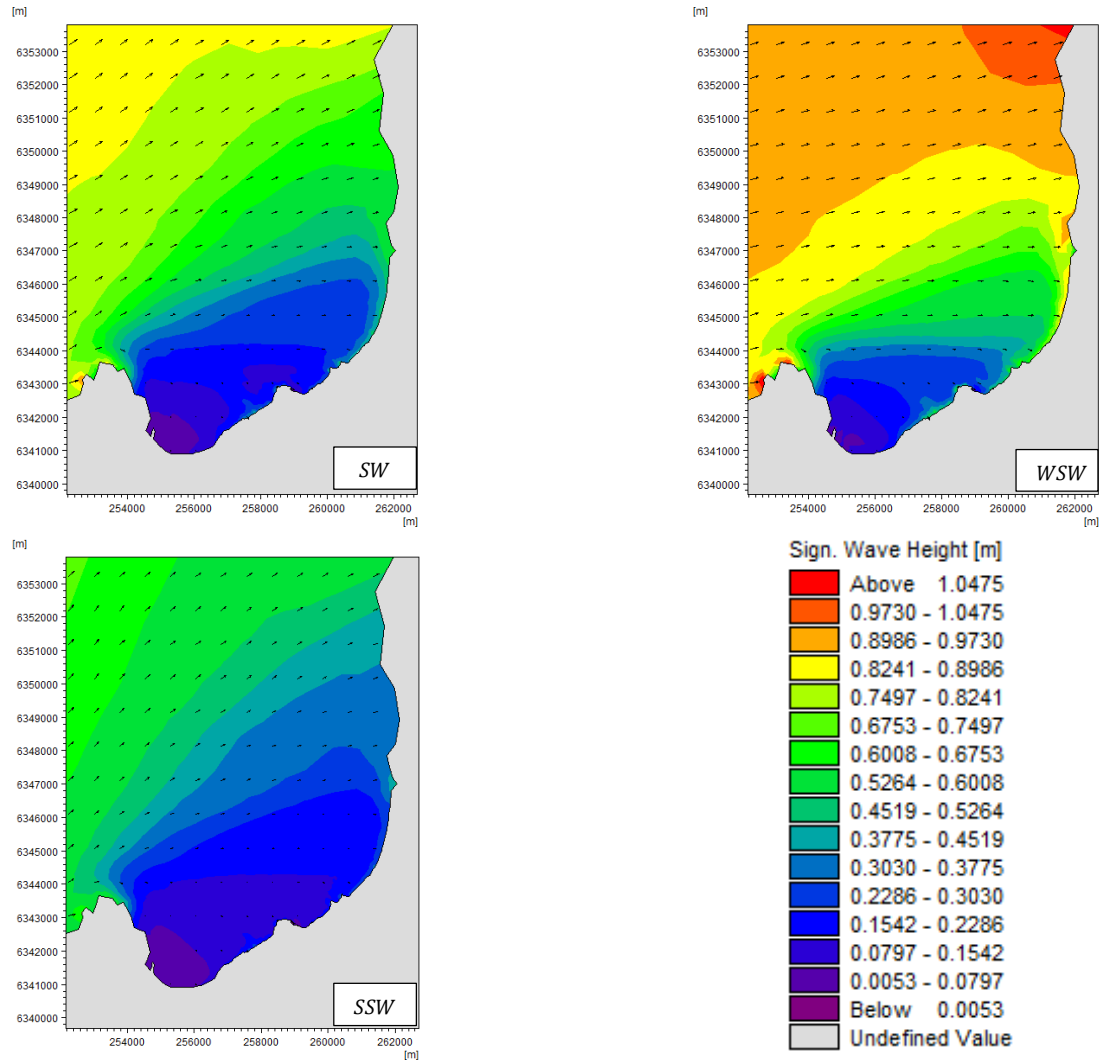 [m]
6353000
6352000
6351000
6350000
6349000
6348000
6347000
6346000
6345000
6344000
6343000
6342000
6341000
6340000
SW
254000 256000 258000 260000 262000
[m]
[m]
6353000
6352000
6351000
6350000
6349000
6348000
6347000
6346000
6345000
6344000
6343000
6342000
6341000
6340000
WSW
254000 256000 258000 260000 262000
[m]
[m]
6353000
6352000
6351000
6350000
6349000
6348000
6347000
6346000
6345000
6344000
6343000
6342000
6341000
6340000
SSW
254000 256000 258000 260000 262000
[m]
Sign. Wave Height [m]
Above 1.0475
0.9730 - 1.0475
0.8986 - 0.9730
0.8241 - 0.8986
0.7497 - 0.8241
0.6753 - 0.7497
0.6008 - 0.6753
0.5264 - 0.6008
0.4519 - 0.5264
0.3775 - 0.4519
0.3030 - 0.3775
0.2286 - 0.3030
0.1542 - 0.2286
0.0797 - 0.1542
0.0053 - 0.0797
Below 0.0053
Undefined Value